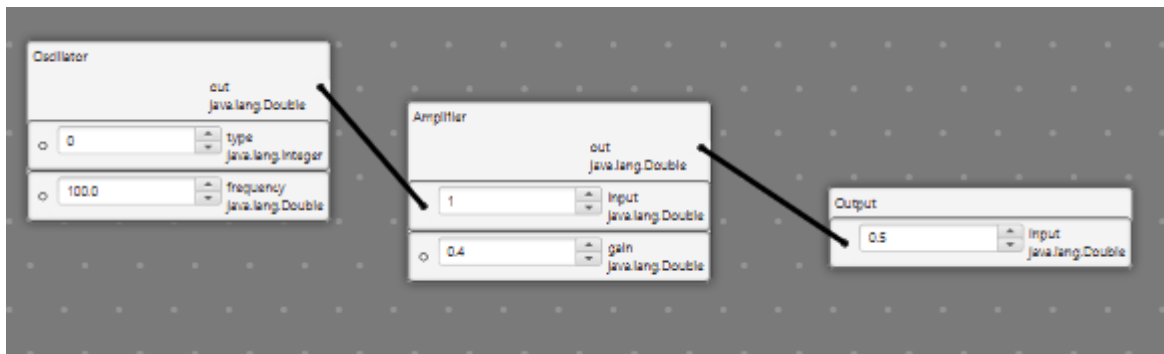 Oscillator
out
java.lang.Double
0
type
java.lang.Integer
100.0
frequency
java.lang.Double
Amplifier
out
java.lang.Double
1
input
java.lang.Double
0.4
gain
java.lang.Double
Output
0.5
input
java.lang.Double